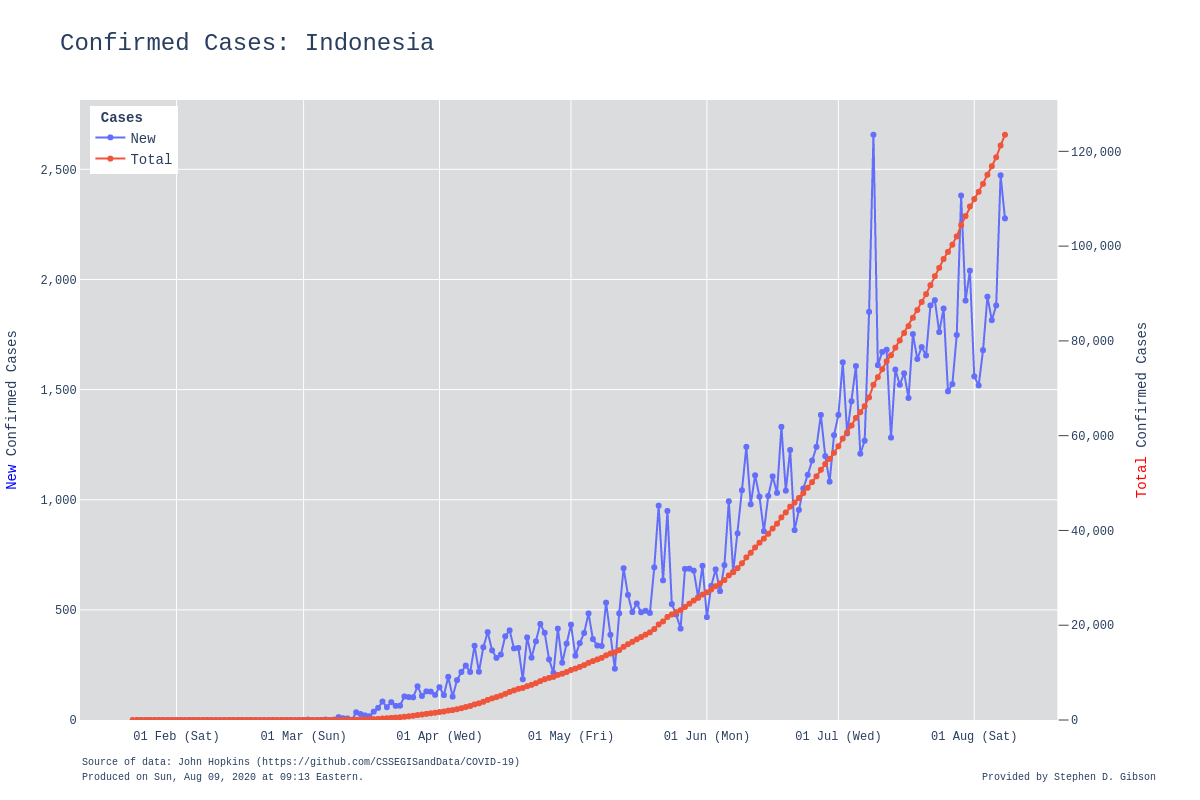 Confirmed Cases: Indonesia
Cases
New
Total
2,500
2,000
1,500
1,000
500
0
120,000
100,000
80,000
60,000
40,000
20,000
0
New Confirmed Cases
Total Confirmed Cases
01 Feb (Sat) 01 Mar (Sun) 01 Apr (Wed) 01 May (Fri) 01 Jun (Mon) 01 Jul (Wed) 01 Aug (Sat)
Source of data: John Hopkins (https://github.com/CSSEGISandData/COVID-19)
Produced on Sun, Aug 09, 2020 at 09:13 Eastern.
Provided by Stephen D. Gibson